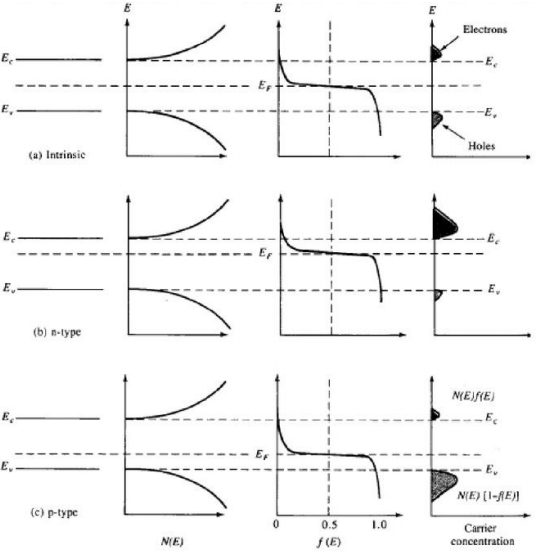 E E
Electrons
E_c E_c
E_F
E_v E_v
Holes
(a) Intrinsic
E_c E_c
E_F
E_v E_v
(b) n-type
N(E)f(E)
E_c E_c
E_F
E_v E_v
N(E) [1–f(E)]
(c) p-type
0 0.5 1.0
N(E) f(E) Carrier
concentration